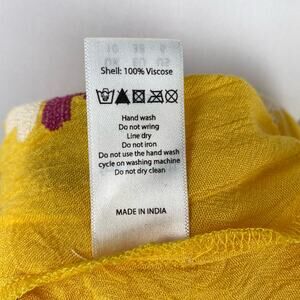 Shell: 100% Viscose
Hand wash
Do not wring
Line dry
Do not iron
Do not use the hand wash
cycle on washing machine
Do not dry clean
MADE IN INDIA